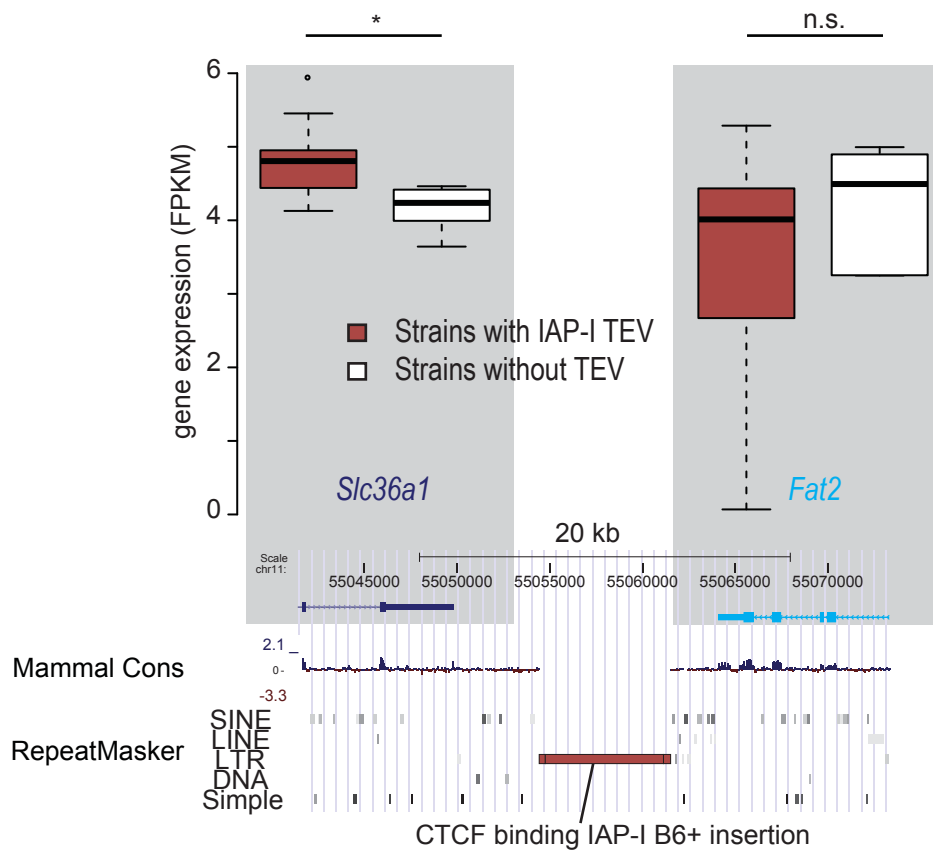 * n.s.
6
4
2
0
gene expression (FPKM)
Strains with IAP-I TEV
Strains without TEV
Slc36a1
Fat2
20 kb
Scale
chr11:
55045000 55050000 55055000 55060000 55065000 55070000
Mammal Cons
2.1 _
0 -
-3.3
RepeatMasker
SINE
LINE
LTR
DNA
Simple
CTCF binding IAP-I B6+ insertion